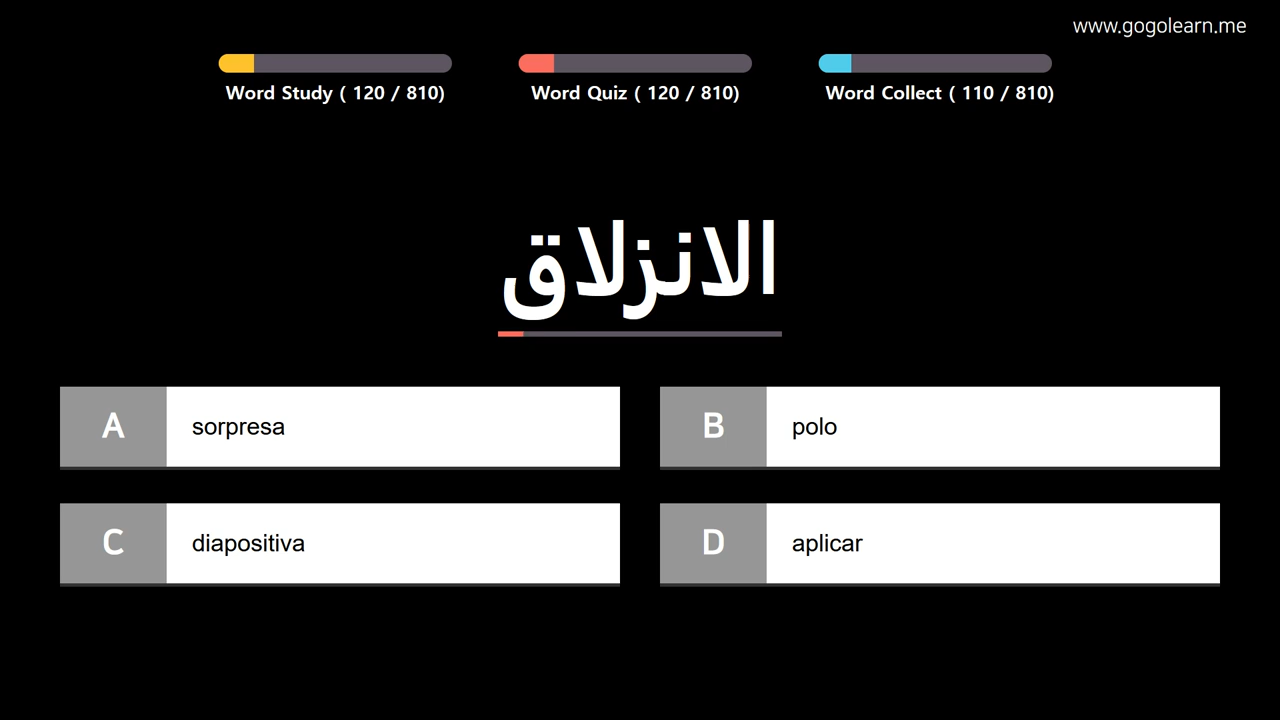 www.gogolearn.me
Word Study ( 120 / 810)
Word Quiz ( 120 / 810)
Word Collect ( 110 / 810)
الانزلاق
A
sorpresa
B
polo
C
diapositiva
D
aplicar